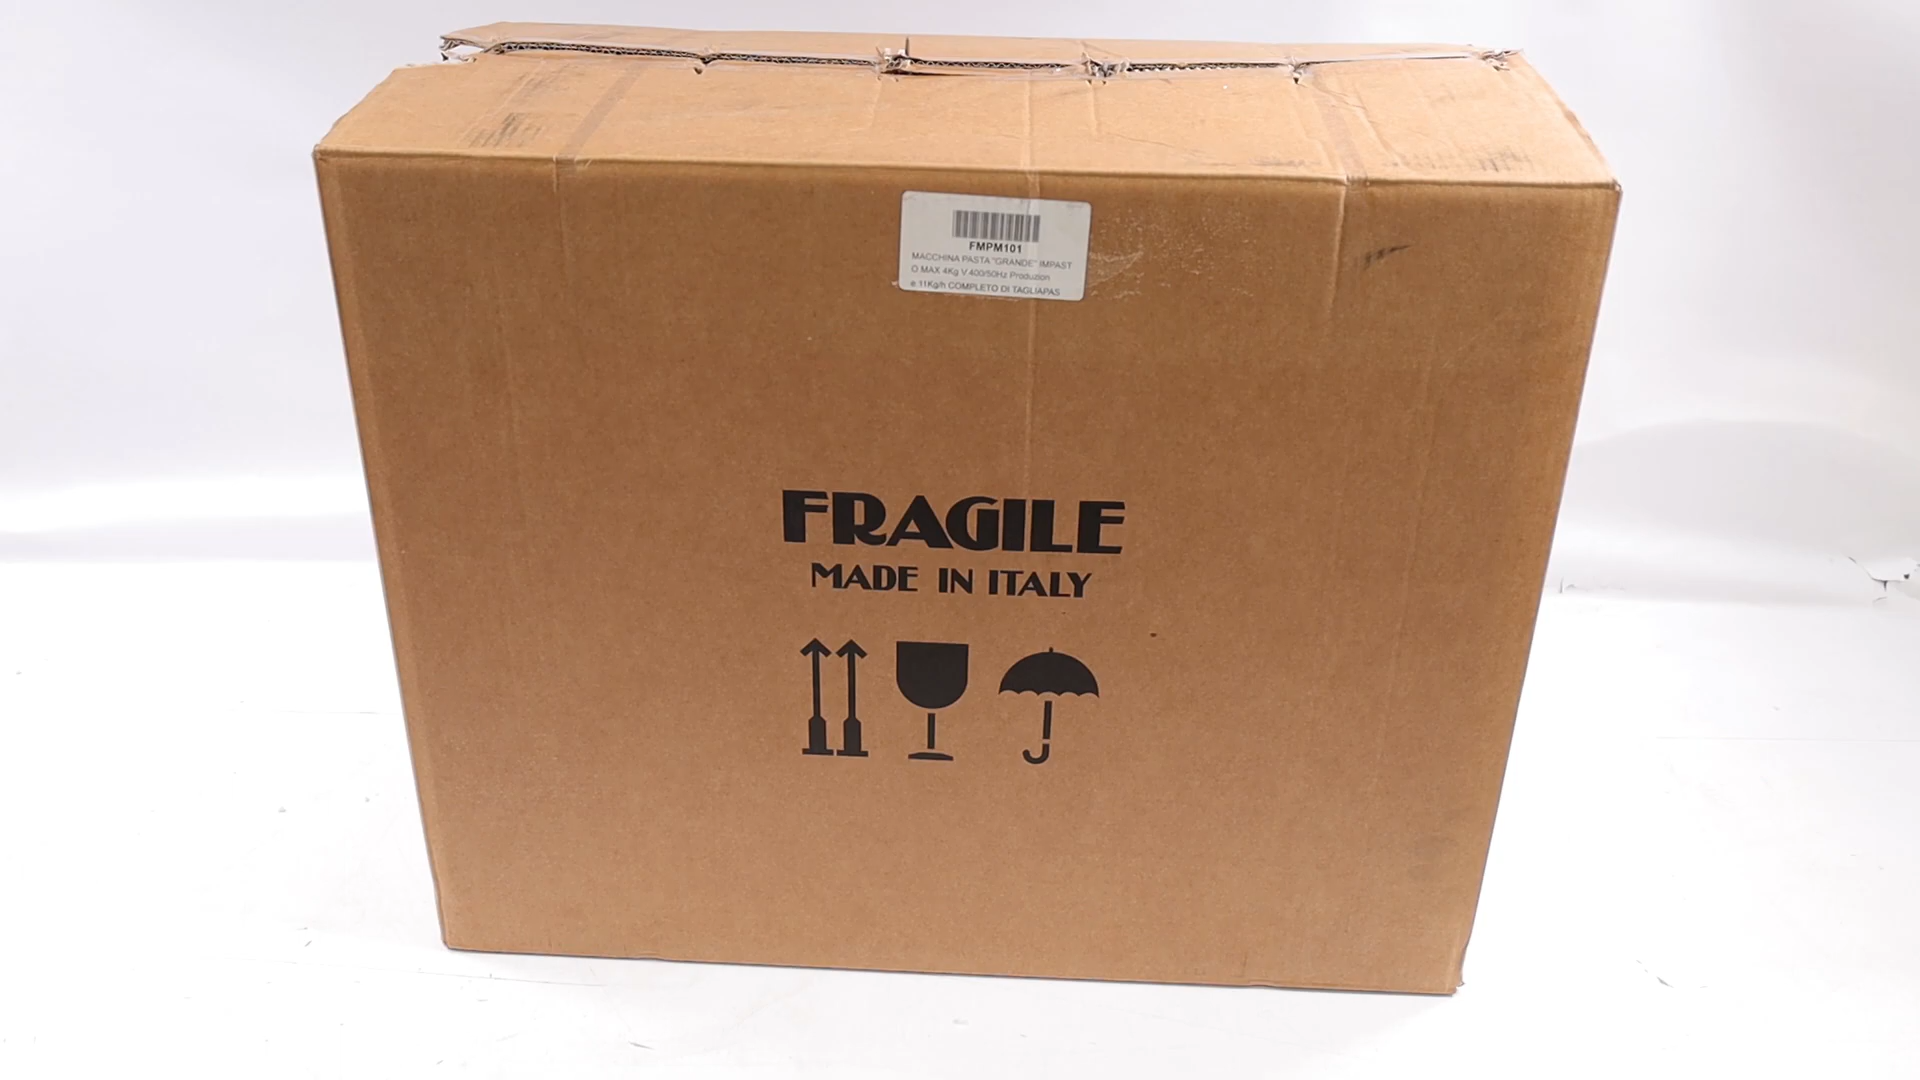 FMPM101
MACCHINA PASTA "GRANDE" IMPAST
O MAX 4Kg V 400/50Hz Produzion
e 11Kg/h COMPLETO DI TAGLIAPAS
FRAGILE
MADE IN ITALY